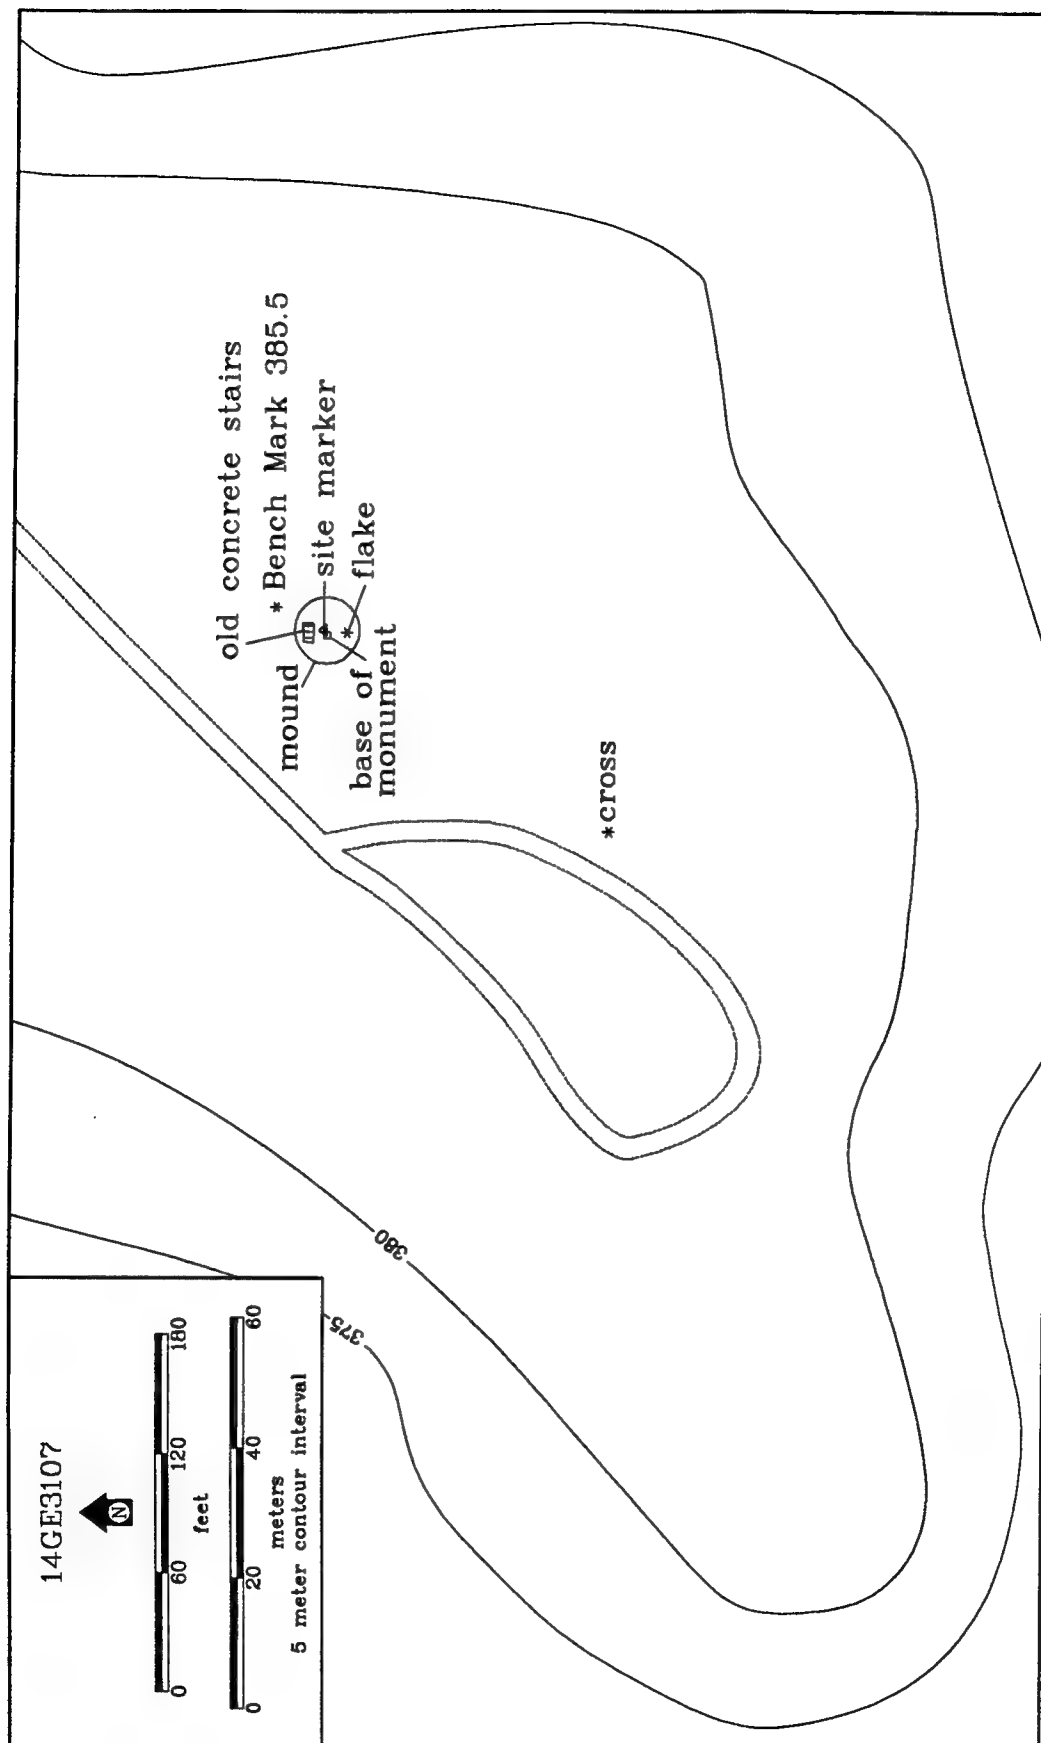 14GE3107
N
0 60 120 180
feet
0 20 40 60
meters
5 meter contour interval
375
380
old concrete stairs
*Bench Mark 385.5
mound
site marker
*
flake
base of
monument
*cross